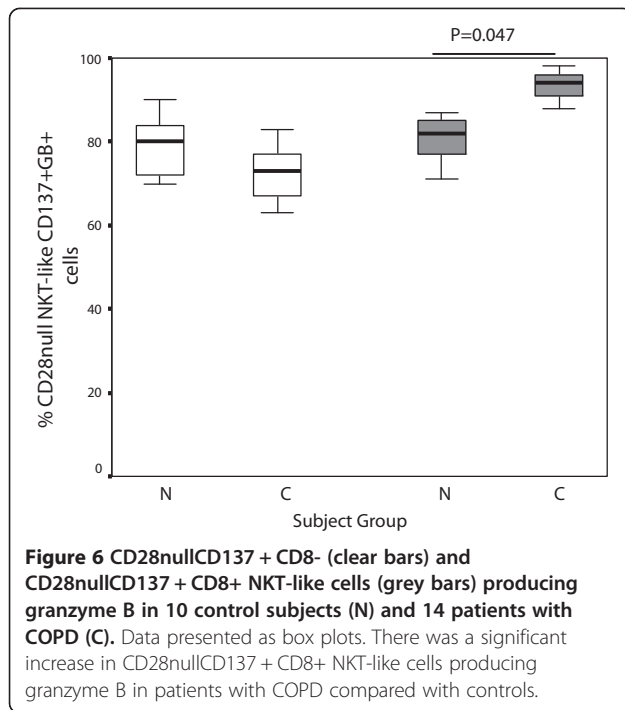 P=0.047
100
80
60
40
20
0
% CD28null NKT-like CD137+GB+
cells
N
C
N
C
Subject Group
Figure 6 CD28nullCD137 + CD8- (clear bars) and
CD28nullCD137 + CD8+ NKT-like cells (grey bars) producing
granzyme B in 10 control subjects (N) and 14 patients with
COPD (C). Data presented as box plots. There was a significant
increase in CD28nullCD137 + CD8+ NKT-like cells producing
granzyme B in patients with COPD compared with controls.